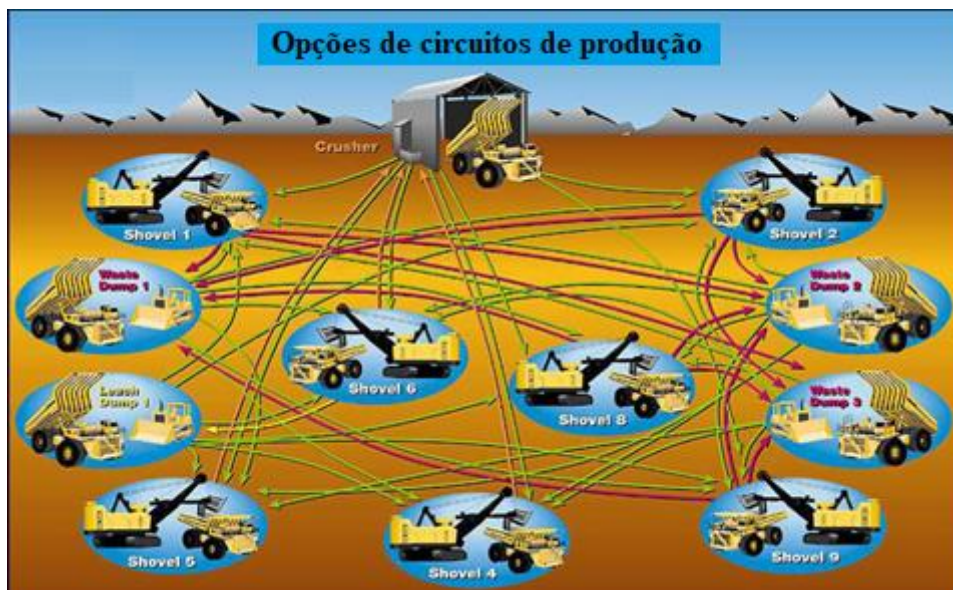 Opções de circuitos de produção
Crusher
Shovel 1
Shovel 2
Waste
Dump 1
Waste
Dump 2
Shovel 6
Shovel 8
Leach
Dump 1
Waste
Dump 3
Shovel 5
Shovel 4
Shovel 9